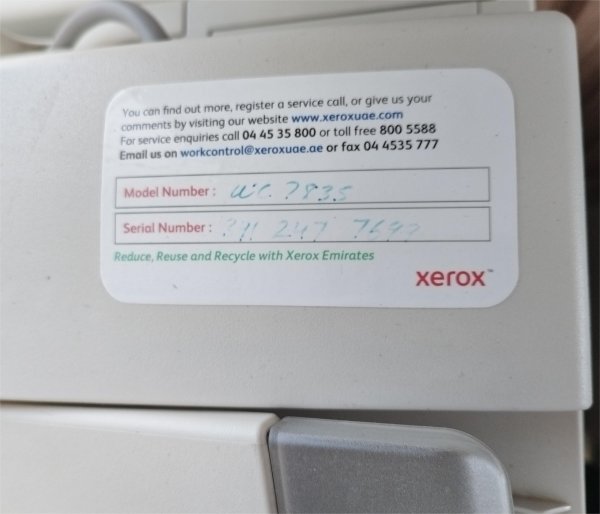 You can find out more, register a service call, or give us your
comments by visiting our website www.xeroxuae.com
For service enquiries call 04 45 35 800 or toll free 800 5588
Email us on workcontrol@xeroxuae.ae or fax 04 4535 777
Model Number : WC 7835
Serial Number :
Reduce, Reuse and Recycle with Xerox Emirates
xerox™